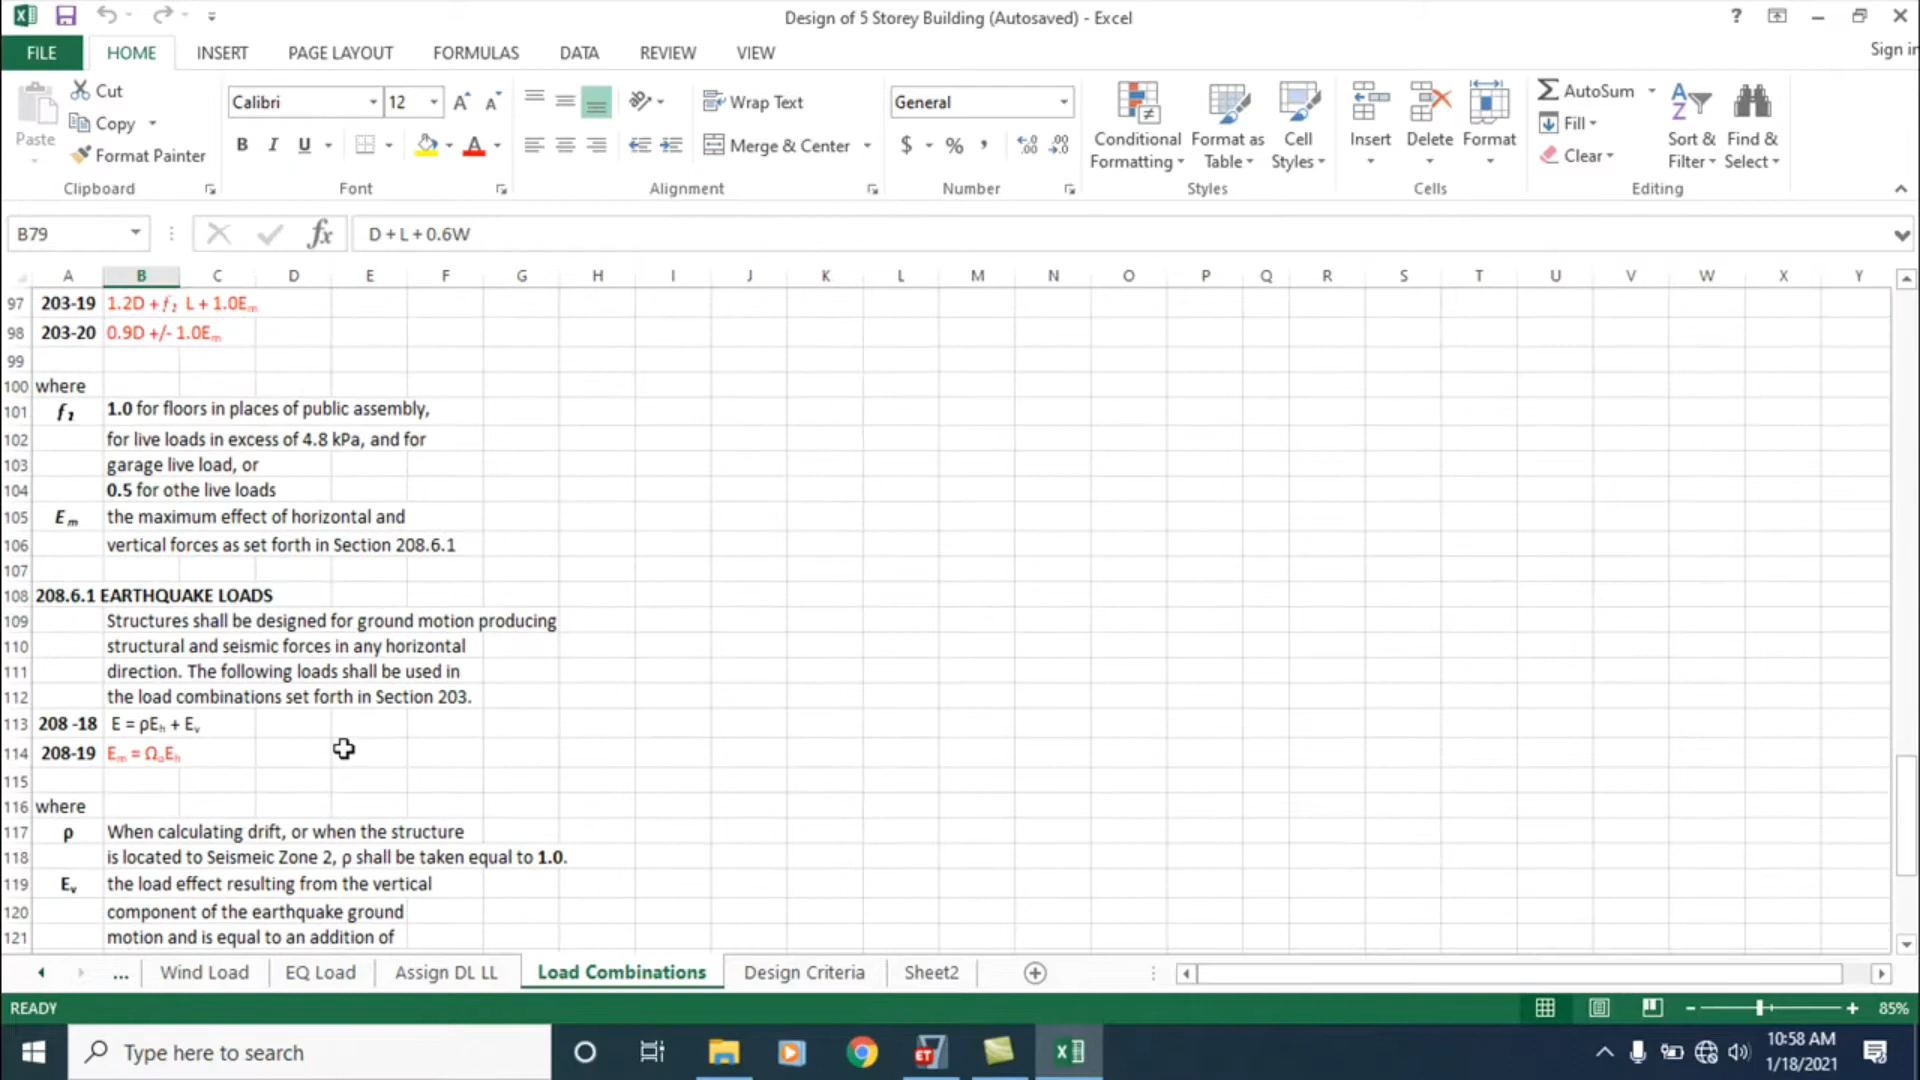 Design of 5 Storey Building (Autosaved) - Excel
?
Sign in
FILE HOME INSERT PAGE LAYOUT FORMULAS DATA REVIEW VIEW
Paste
Cut
Copy
Format Painter
Clipboard
Calibri 12
B I U
Font
Wrap Text
Merge & Center
Alignment
General
$ % ,
Number
Conditional Formatting
Format as Table
Cell Styles
Styles
Insert Delete Format
Cells
AutoSum
Fill
Clear
Sort & Filter
Find & Select
Editing
B79 fx D + L + 0.6W
A B C D E F G H I J K L M N O P Q R S T U V W X Y
97 203-19 1.2D + f₁ L + 1.0Eₘ
98 203-20 0.9D +/- 1.0Eₘ
99
100 where
101 f₁ 1.0 for floors in places of public assembly,
102 for live loads in excess of 4.8 kPa, and for
103 garage live load, or
104 0.5 for othe live loads
105 Eₘ the maximum effect of horizontal and
106 vertical forces as set forth in Section 208.6.1
107
108 208.6.1 EARTHQUAKE LOADS
109 Structures shall be designed for ground motion producing
110 structural and seismic forces in any horizontal
111 direction. The following loads shall be used in
112 the load combinations set forth in Section 203.
113 208 -18 E = ρEₕ + Eᵥ
114 208-19 Eₘ = ΩₒEₕ
115
116 where
117 ρ When calculating drift, or when the structure
118 is located to Seismeic Zone 2, ρ shall be taken equal to 1.0.
119 Eᵥ the load effect resulting from the vertical
120 component of the earthquake ground
121 motion and is equal to an addition of
... Wind Load EQ Load Assign DL LL Load Combinations Design Criteria Sheet2
READY 85%
Type here to search
ET
10:58 AM
1/18/2021